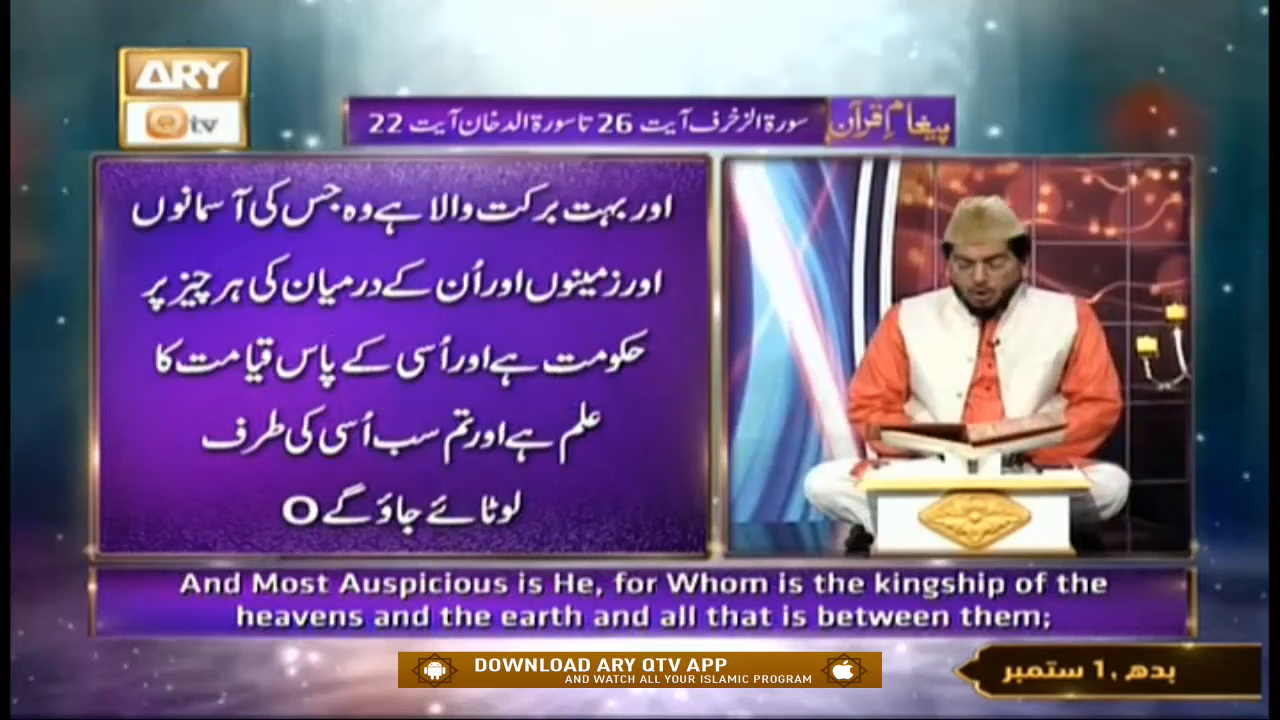 ARY
Qtv
پیغامِ قرآن
سورۃ الزخرف آیت 26 تا سورۃ الدخان آیت 22
اور بہت برکت والا ہے وہ جس کی آسمانوں
اور زمینوں اور اُن کے درمیان کی ہر چیز پر
حکومت ہے اور اُسی کے پاس قیامت کا
علم ہے اور تم سب اُسی کی طرف
لوٹائے جاؤ گے O
And Most Auspicious is He, for Whom is the kingship of the
heavens and the earth and all that is between them;
DOWNLOAD ARY QTV APP
AND WATCH ALL YOUR ISLAMIC PROGRAM
بدھ ، 1 ستمبر